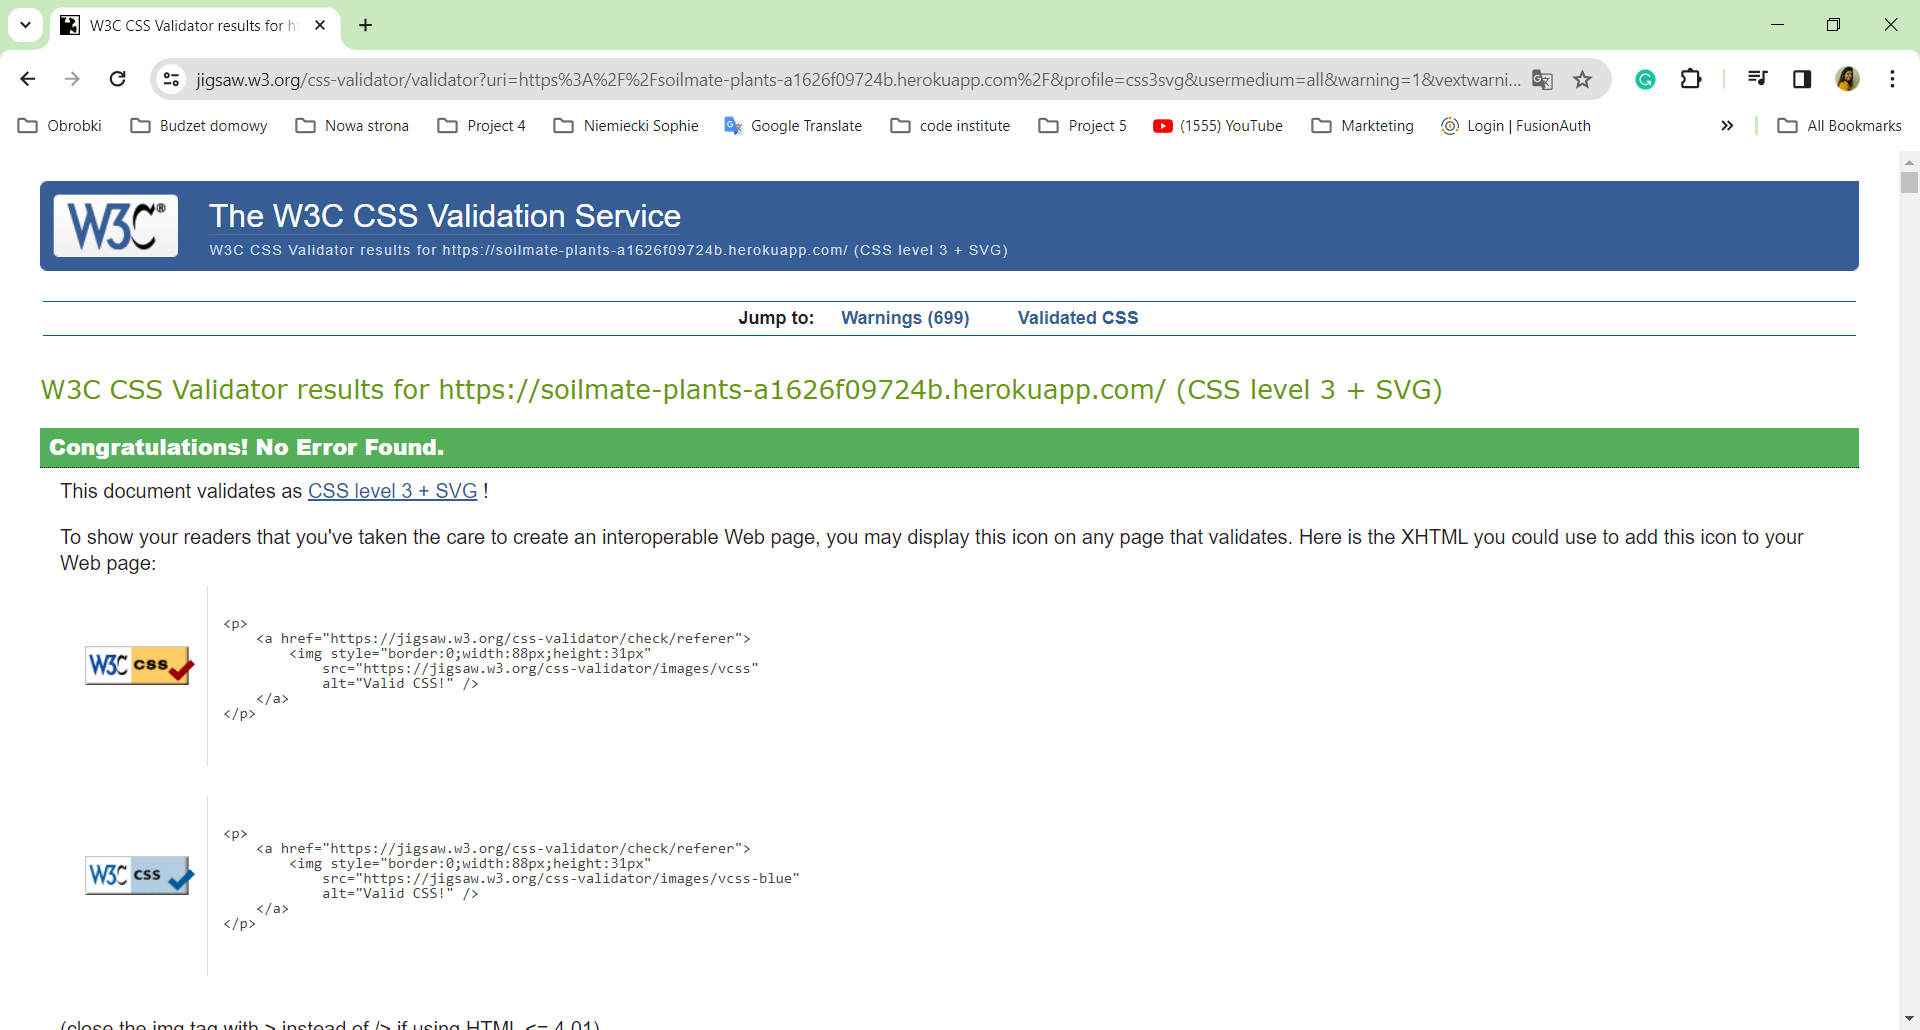 W3C CSS Validator results for h
jigsaw.w3.org/css-validator/validator?uri=https%3A%2F%2Fsoilmate-plants-a1626f09724b.herokuapp.com%2F&profile=css3svg&usermedium=all&warning=1&vextwarni...
Obrobki Budzet domowy Nowa strona Project 4 Niemiecki Sophie Google Translate code institute Project 5 (1555) YouTube Markteting Login | FusionAuth » All Bookmarks
W3C® The W3C CSS Validation Service
W3C CSS Validator results for https://soilmate-plants-a1626f09724b.herokuapp.com/ (CSS level 3 + SVG)
Jump to: Warnings (699) Validated CSS
W3C CSS Validator results for https://soilmate-plants-a1626f09724b.herokuapp.com/ (CSS level 3 + SVG)
Congratulations! No Error Found.
This document validates as CSS level 3 + SVG !
To show your readers that you've taken the care to create an interoperable Web page, you may display this icon on any page that validates. Here is the XHTML you could use to add this icon to your
Web page:
<p>
<a href="https://jigsaw.w3.org/css-validator/check/referer">
<img style="border:0;width:88px;height:31px"
W3C css
src="https://jigsaw.w3.org/css-validator/images/vcss"
alt="Valid CSS!" />
</a>
</p>
<p>
<a href="https://jigsaw.w3.org/css-validator/check/referer">
<img style="border:0;width:88px;height:31px"
W3C css
src="https://jigsaw.w3.org/css-validator/images/vcss-blue"
alt="Valid CSS!" />
</a>
</p>
(close the img tag with > instead of /> if using HTML <= 4.01)